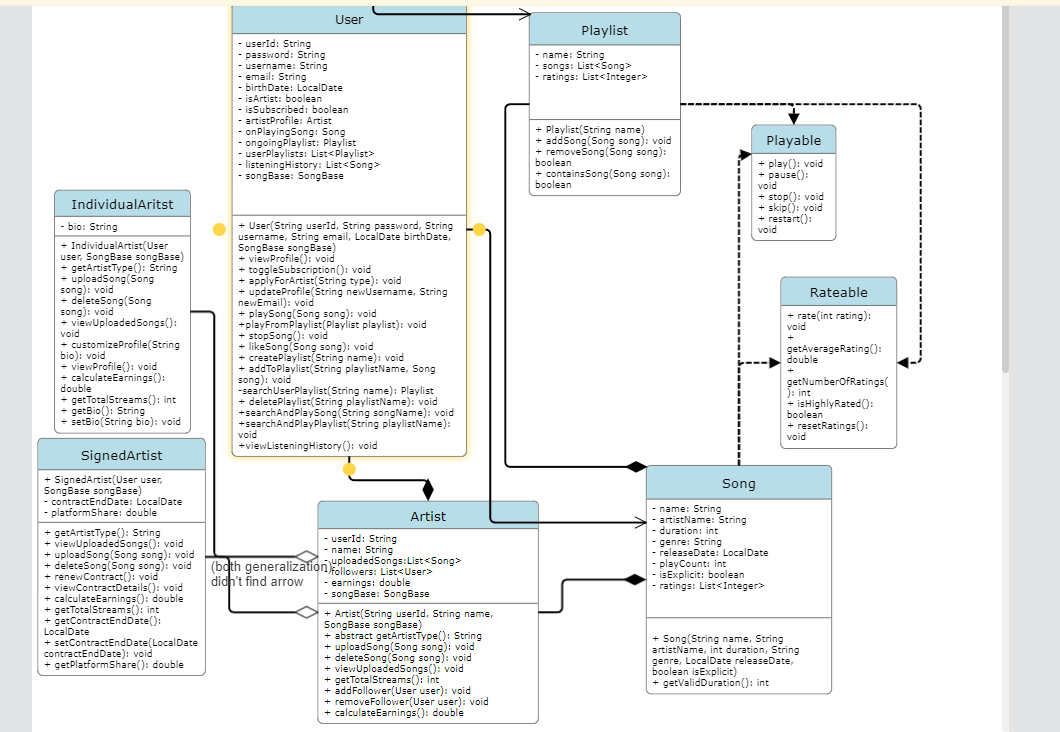 User
- userId: String
- password: String
- username: String
- email: String
- birthDate: LocalDate
- isArtist: boolean
- isSubscribed: boolean
- artistProfile: Artist
- onPlayingSong: Song
- ongoingPlaylist: Playlist
- userPlaylists: List<Playlist>
- listeningHistory: List<Song>
- songBase: SongBase
+ User(String userId, String password, String
username, String email, LocalDate birthDate,
SongBase songBase)
+ viewProfile(): void
+ toggleSubscription(): void
+ applyForArtist(String type): void
+ updateProfile(String newUsername, String
newEmail): void
+ playSong(Song song): void
+playFromPlaylist(Playlist playlist): void
+ stopSong(): void
+ likeSong(Song song): void
+ createPlaylist(String name): void
+ addToPlaylist(String playlistName, Song
song): void
-searchUserPlaylist(String name): Playlist
+ deletePlaylist(String playlistName): void
+searchAndPlaySong(String songName): void
+searchAndPlayPlaylist(String playlistName):
void
+viewListeningHistory(): void
Playlist
- name: String
- songs: List<Song>
- ratings: List<Integer>
+ Playlist(String name)
+ addSong(Song song): void
+ removeSong(Song song):
boolean
+ containsSong(Song song):
boolean
Playable
+ play(): void
+ pause():
void
+ stop(): void
+ skip(): void
+ restart():
void
IndividualAritst
- bio: String
+ IndividualArtist(User
user, SongBase songBase)
+ getArtistType(): String
+ uploadSong(Song
song): void
+ deleteSong(Song
song): void
+ viewUploadedSongs():
void
+ customizeProfile(String
bio): void
+ viewProfile(): void
+ calculateEarnings():
double
+ getTotalStreams(): int
+ getBio(): String
+ setBio(String bio): void
Rateable
+ rate(int rating):
void
+
getAverageRating():
double
+
getNumberOfRatings(
): int
+ isHighlyRated():
boolean
+ resetRatings():
void
SignedArtist
+ SignedArtist(User user,
SongBase songBase)
- contractEndDate: LocalDate
- platformShare: double
+ getArtistType(): String
+ viewUploadedSongs(): void
+ uploadSong(Song song): void
+ deleteSong(Song song): void
+ renewContract(): void
+ viewContractDetails(): void
+ calculateEarnings(): double
+ getTotalStreams(): int
+ getContractEndDate():
LocalDate
+ setContractEndDate(LocalDate
contractEndDate): void
+ getPlatformShare(): double
(both generalization)
didn't find arrow
Artist
- userId: String
- name: String
- uploadedSongs:List<Song>
followers: List<User>
- earnings: double
- songBase: SongBase
+ Artist(String userId, String name,
SongBase songBase)
+ abstract getArtistType(): String
+ uploadSong(Song song): void
+ deleteSong(Song song): void
+ viewUploadedSongs(): void
+ getTotalStreams(): int
+ addFollower(User user): void
+ removeFollower(User user): void
+ calculateEarnings(): double
Song
- name: String
- artistName: String
- duration: int
- genre: String
- releaseDate: LocalDate
- playCount: int
- isExplicit: boolean
- ratings: List<Integer>
+ Song(String name, String
artistName, int duration, String
genre, LocalDate releaseDate,
boolean isExplicit)
+ getValidDuration(): int